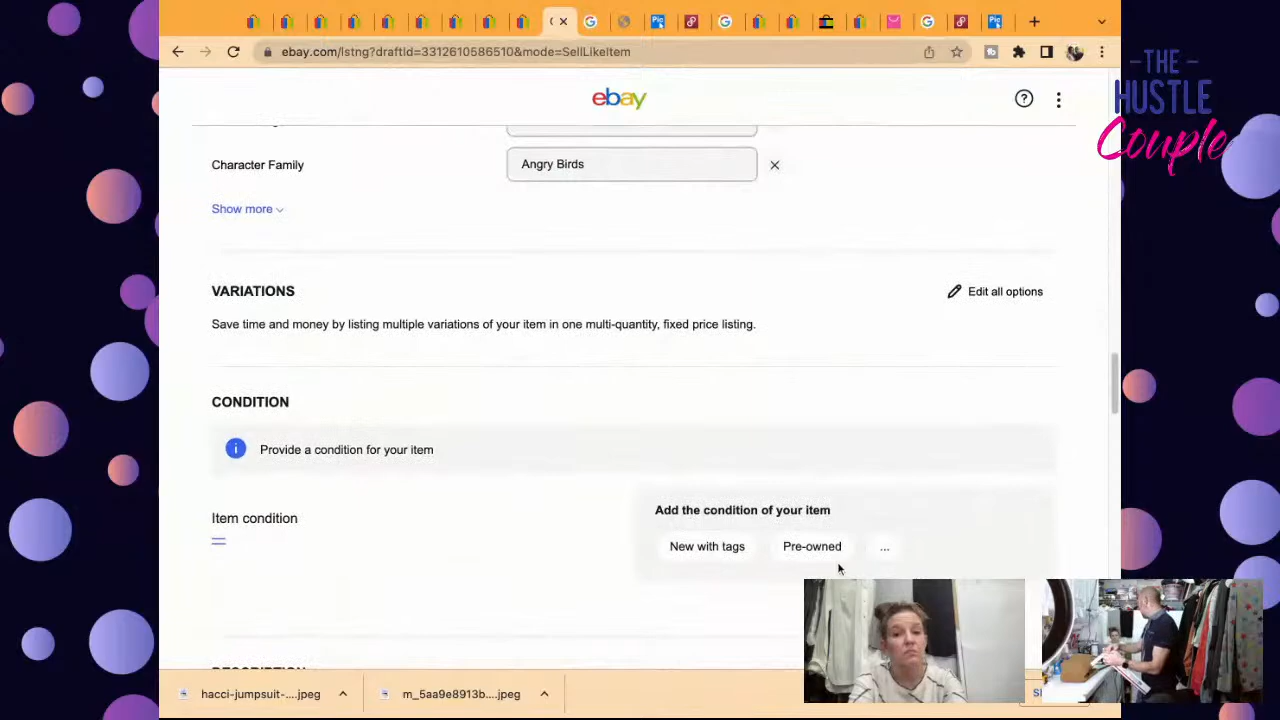 ebay.com/lstng?draftId=3312610586510&mode=SellLikeItem
-THE-
HUSTLE
Couple
ebay
Character Family
Angry Birds
Show more
VARIATIONS
Edit all options
Save time and money by listing multiple variations of your item in one multi-quantity, fixed price listing.
CONDITION
Provide a condition for your item
Item condition
Add the condition of your item
New with tags
Pre-owned
...
hacci-jumpsuit-....jpeg
m_5aa9e8913b....jpeg